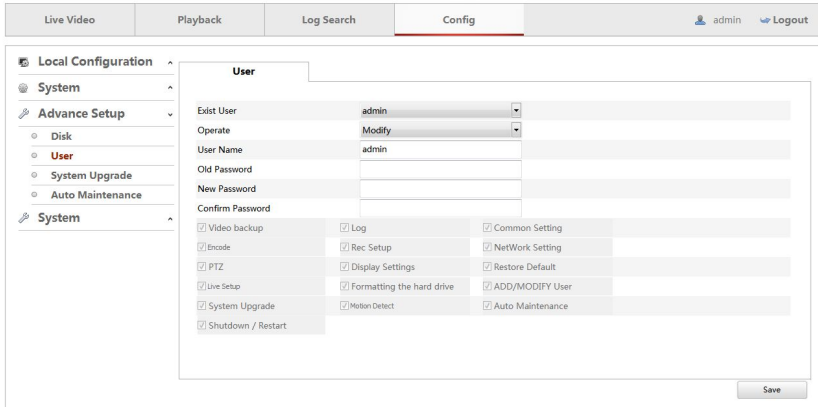 Live Video Playback Log Search Config admin Logout
Local Configuration
System
Advance Setup
Disk
User
System Upgrade
Auto Maintenance
System
User
Exist User admin
Operate Modify
User Name admin
Old Password
New Password
Confirm Password
Video backup Log Common Setting
Encode Rec Setup NetWork Setting
PTZ Display Settings Restore Default
Live Setup Formatting the hard drive ADD/MODIFY User
System Upgrade Motion Detect Auto Maintenance
Shutdown / Restart
Save